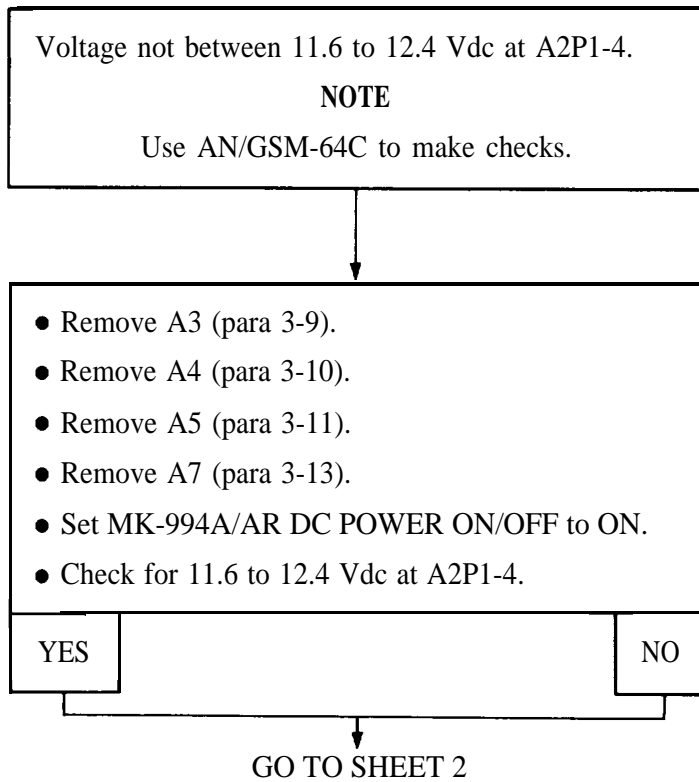 Voltage not between 11.6 to 12.4 Vdc at A2P1-4.
NOTE
Use AN/GSM-64C to make checks.
● Remove A3 (para 3-9).
● Remove A4 (para 3-10).
● Remove A5 (para 3-11).
● Remove A7 (para 3-13).
● Set MK-994A/AR DC POWER ON/OFF to ON.
● Check for 11.6 to 12.4 Vdc at A2P1-4.
YES
NO
GO TO SHEET 2